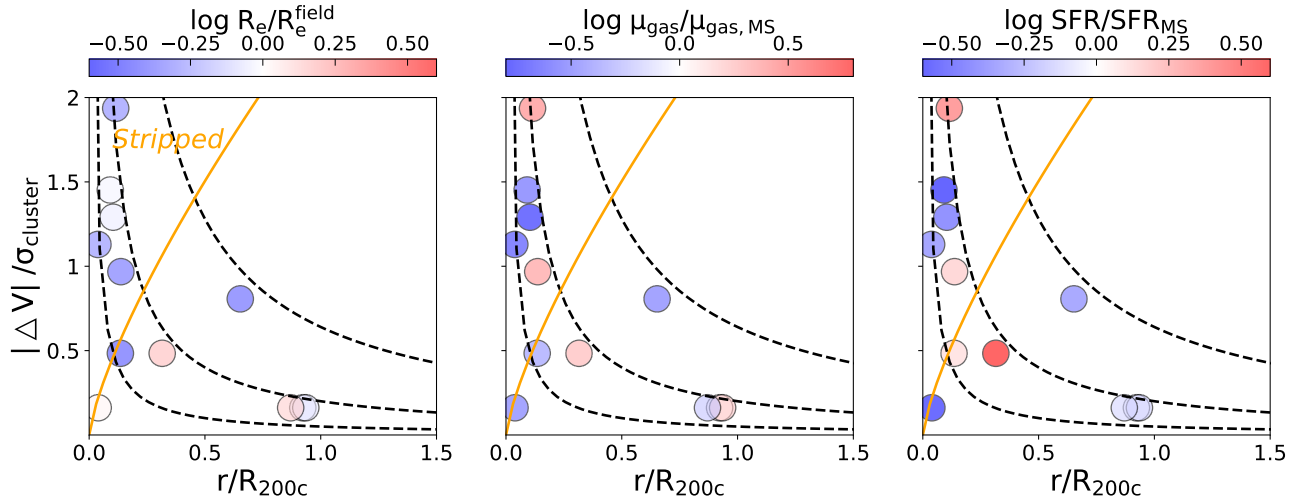 log R_e/R_e^field
−0.50 −0.25 0.00 0.25 0.50
log μ_gas/μ_gas, MS
−0.5 0.0 0.5
log SFR/SFR_MS
−0.50 −0.25 0.00 0.25 0.50
|△V|/σ_cluster
2
1.5
1
0.5
Stripped
0.0 0.5 1.0 1.5
r/R_200c
0.0 0.5 1.0 1.5
r/R_200c
0.0 0.5 1.0 1.5
r/R_200c